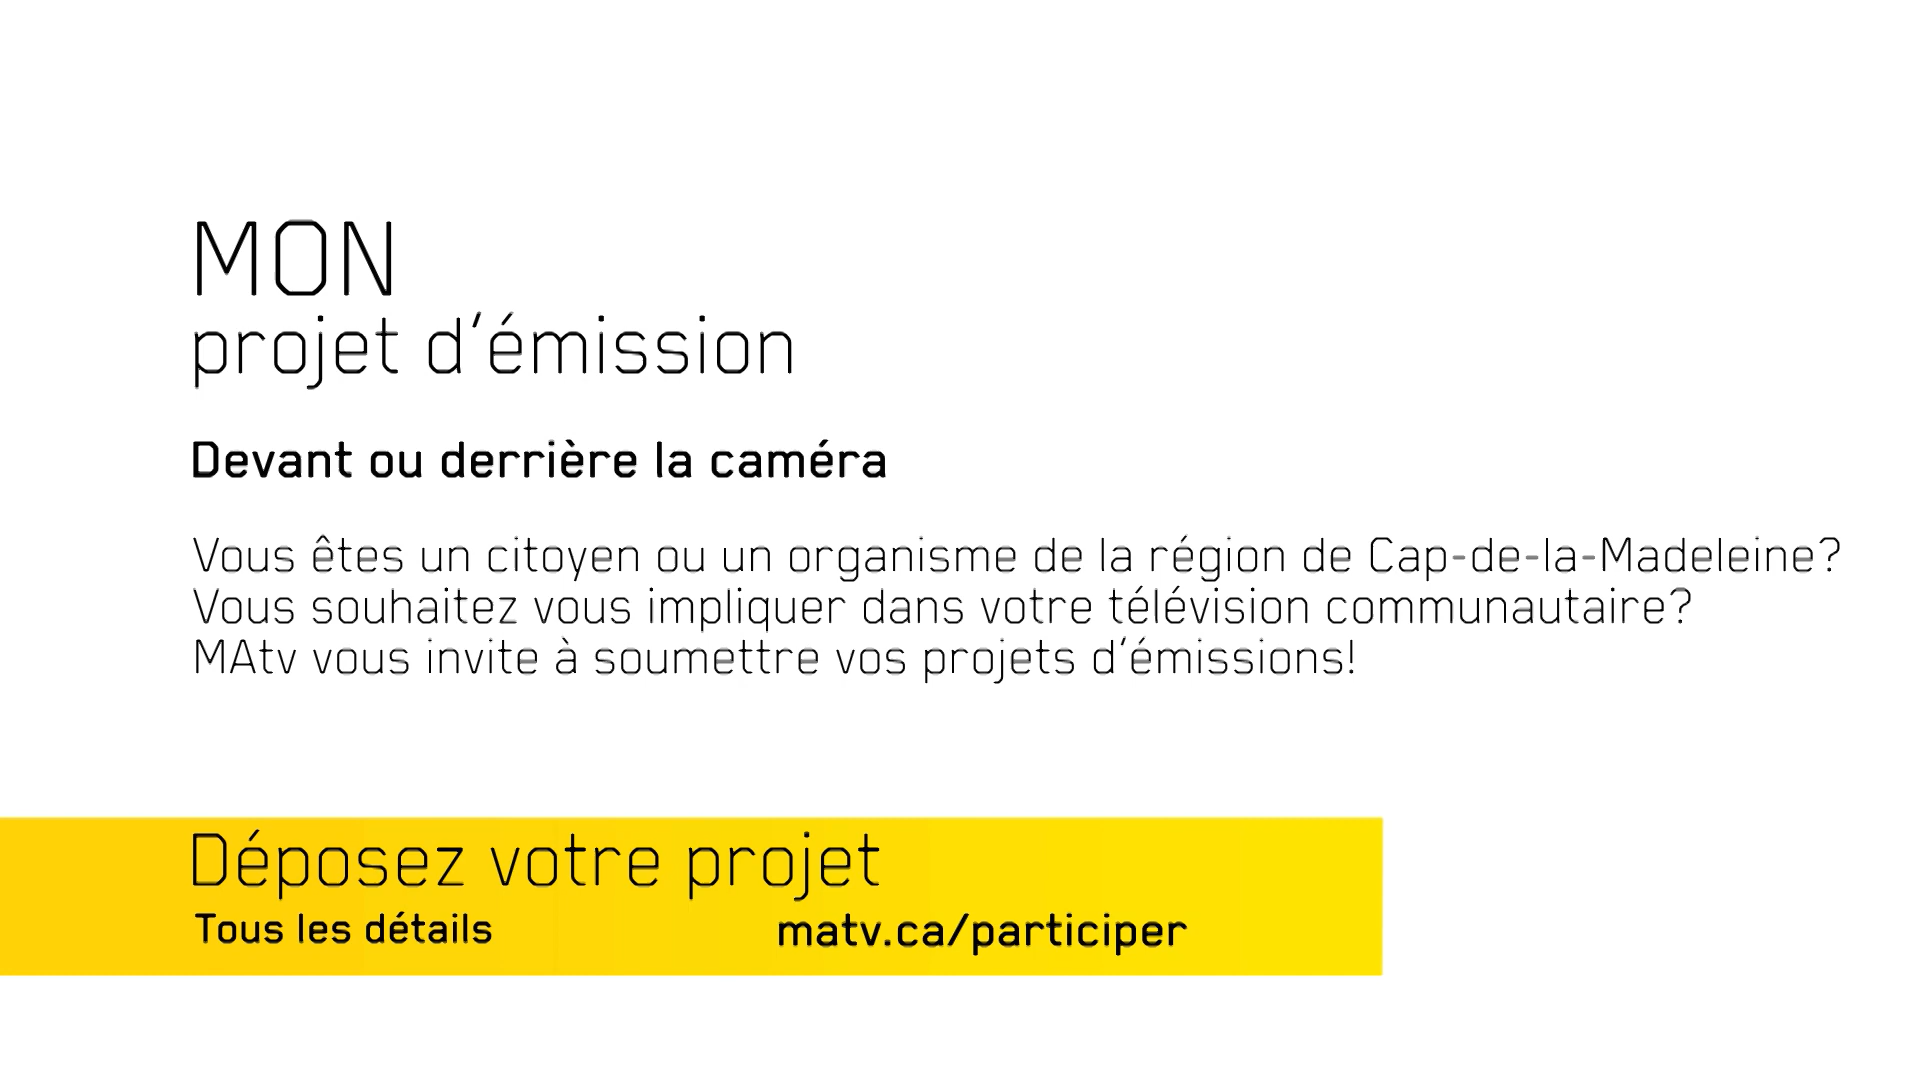 MON
projet d'émission
Devant ou derrière la caméra
Vous êtes un citoyen ou un organisme de la région de Cap-de-la-Madeleine?
Vous souhaitez vous impliquer dans votre télévision communautaire?
MAtv vous invite à soumettre vos projets d'émissions!
Déposez votre projet
Tous les détails matv.ca/participer